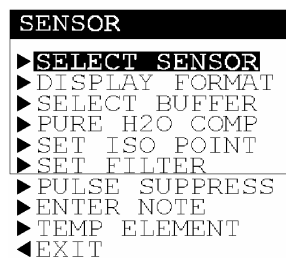 SENSOR
▶SELECT SENSOR
▶DISPLAY FORMAT
▶SELECT BUFFER
▶PURE H2O COMP
▶SET ISO POINT
▶SET FILTER
▶PULSE SUPPRESS
▶ENTER NOTE
▶TEMP ELEMENT
◀EXIT